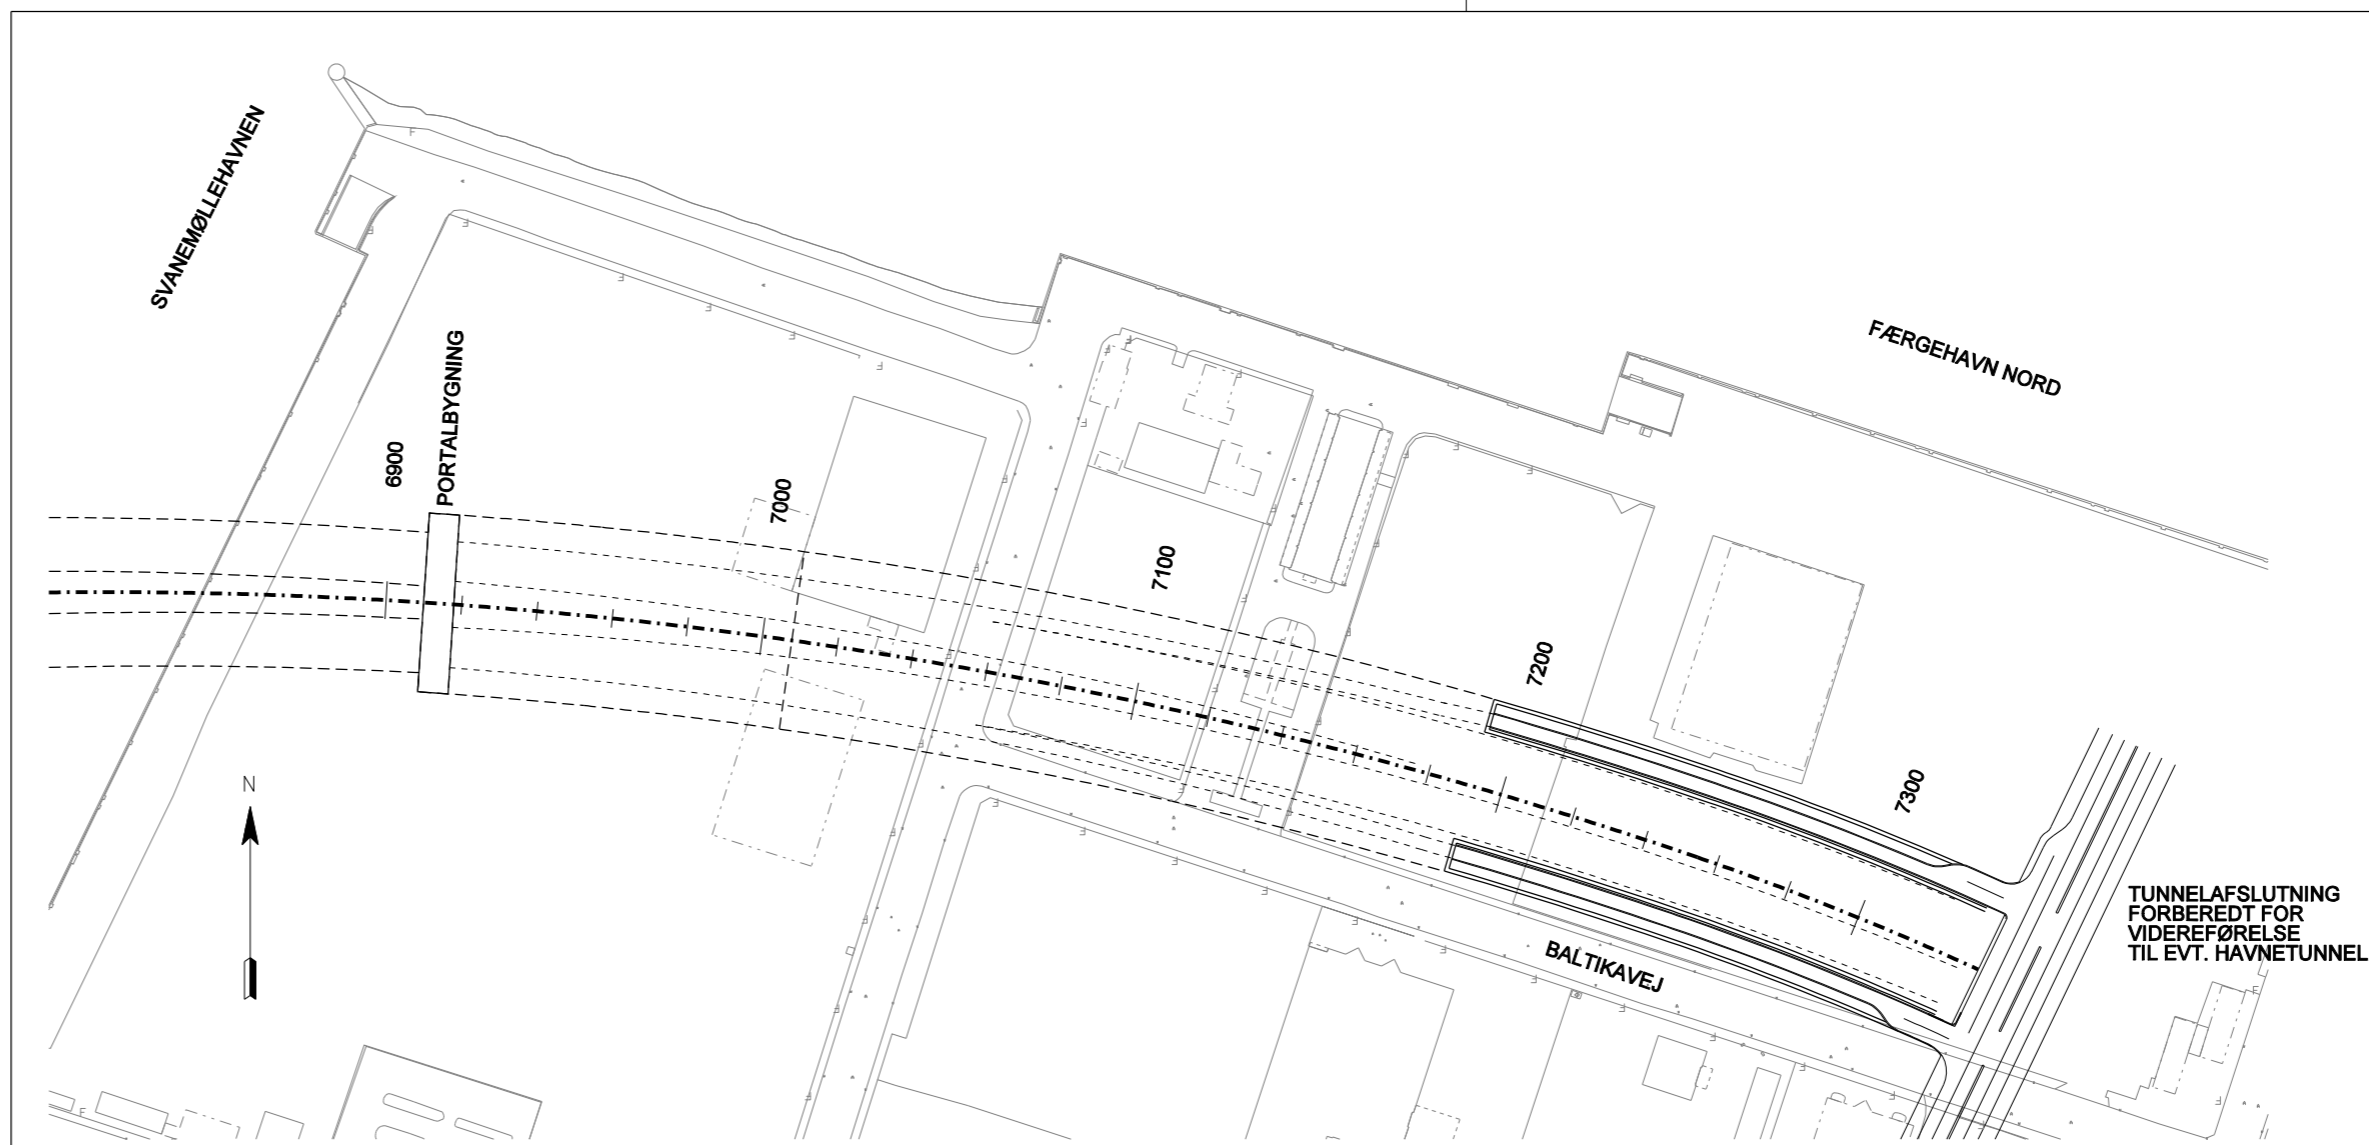 SVANEMØLLEHAVNEN
PORTALBYGNING
6900
7000
7100
7200
7300
FÆRGEHAVN NORD
N
BALTIKAVEJ
TUNNELAFSLUTNING
FORBEREDT FOR
VIDEREFØRELSE
TIL EVT. HAVNETUNNEL